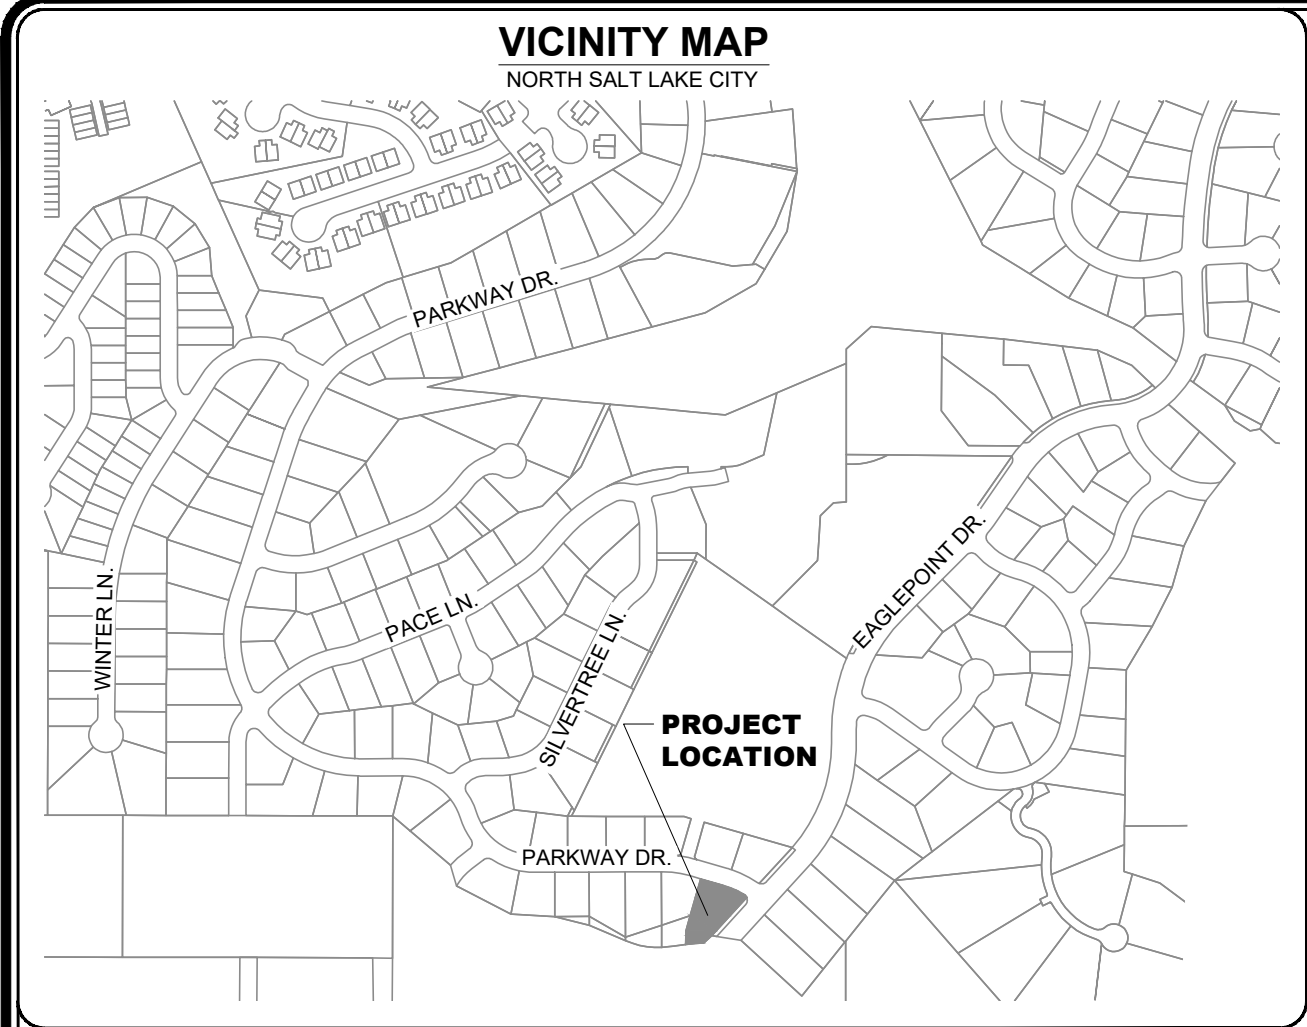 VICINITY MAP
NORTH SALT LAKE CITY
PARKWAY DR.
EAGLEPOINT DR.
WINTER LN.
PACE LN.
SILVERTREE LN.
PROJECT
LOCATION
PARKWAY DR.